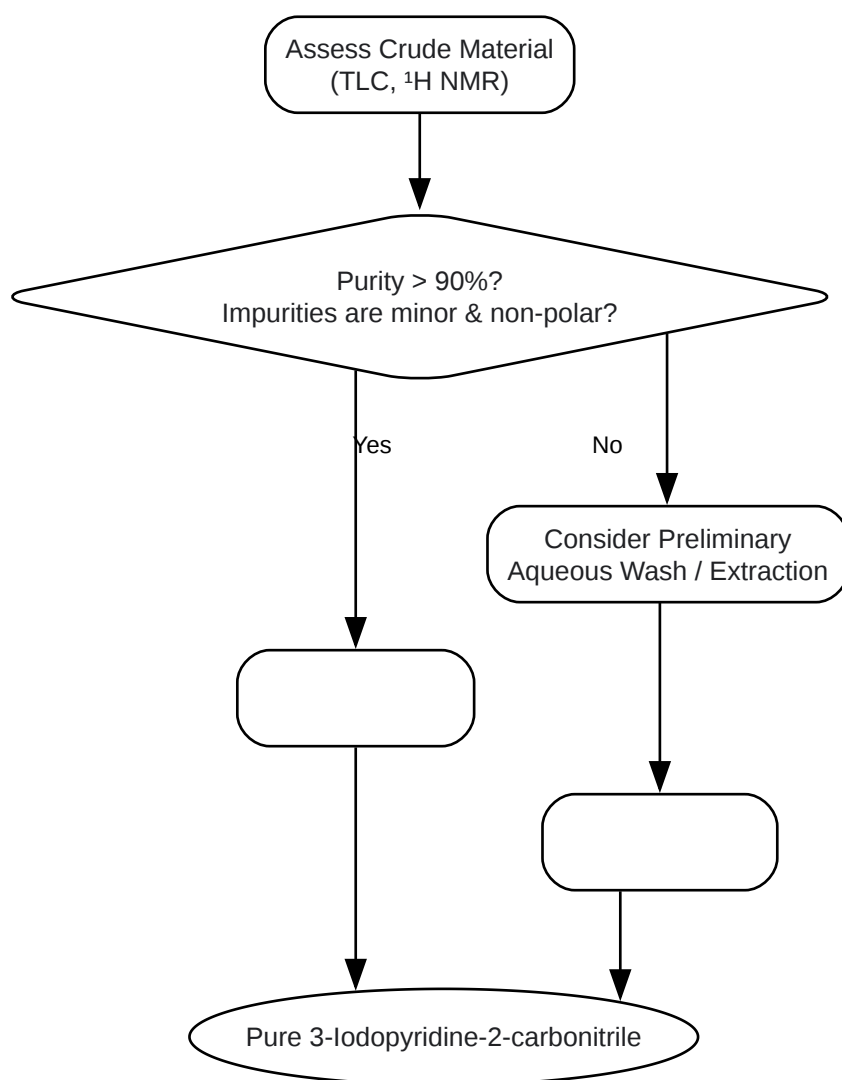 Assess Crude Material
(TLC, ¹H NMR)
Purity > 90%?
Impurities are minor & non-polar?
Yes
No
Consider Preliminary
Aqueous Wash / Extraction
Pure 3-Iodopyridine-2-carbonitrile